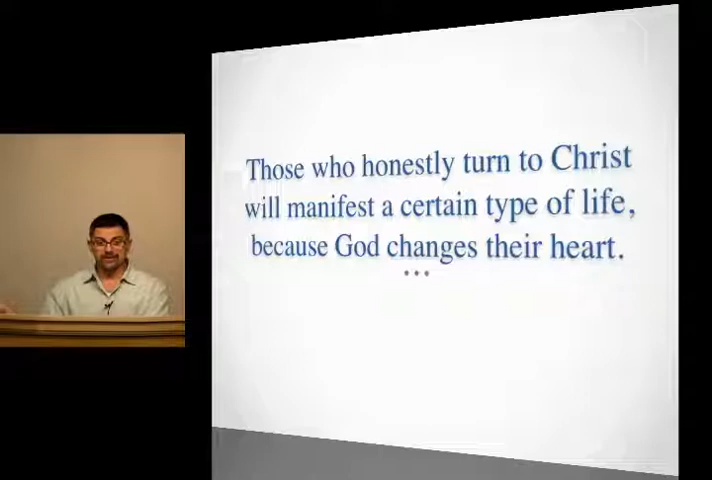 Those who honestly turn to Christ
will manifest a certain type of life,
because God changes their heart.
...